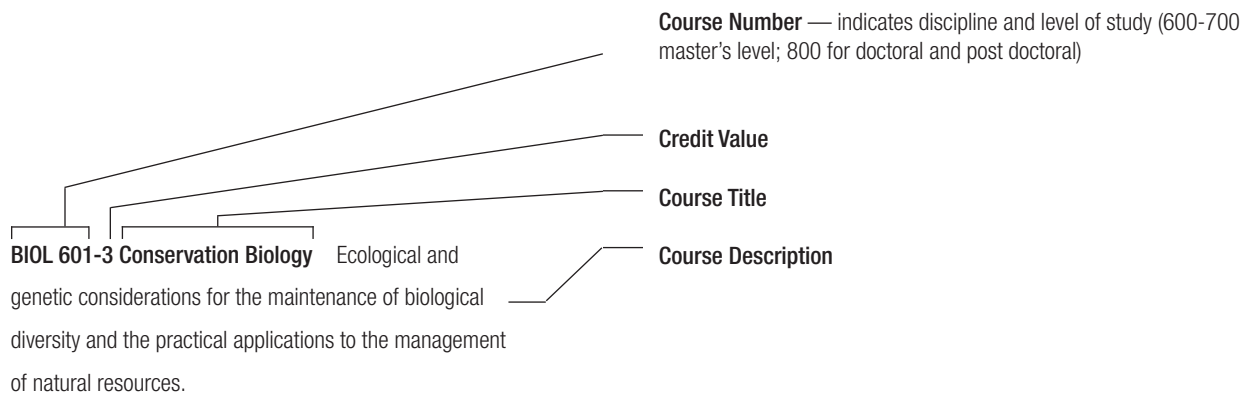 Course Number — indicates discipline and level of study (600-700
master's level; 800 for doctoral and post doctoral)
Credit Value
Course Title
BIOL 601-3 Conservation Biology Ecological and
Course Description
genetic considerations for the maintenance of biological
diversity and the practical applications to the management
of natural resources.